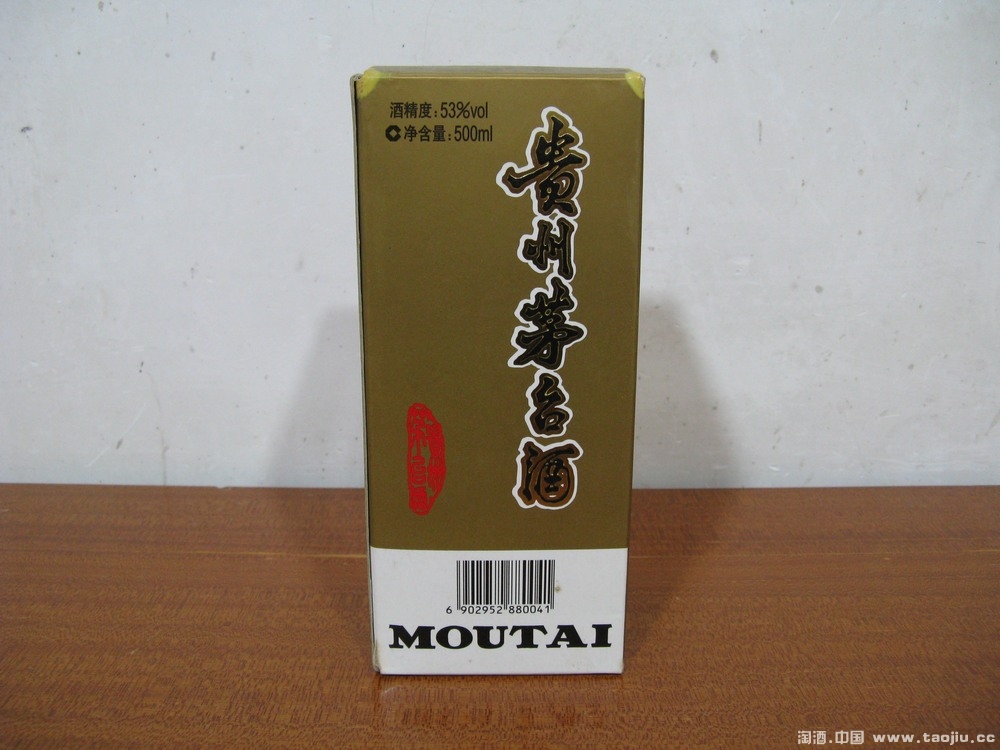 酒精度:53%vol
净含量:500ml
贵州茅台酒
6 902952 880041
MOUTAI
淘酒.中国 www.taojiu.cc